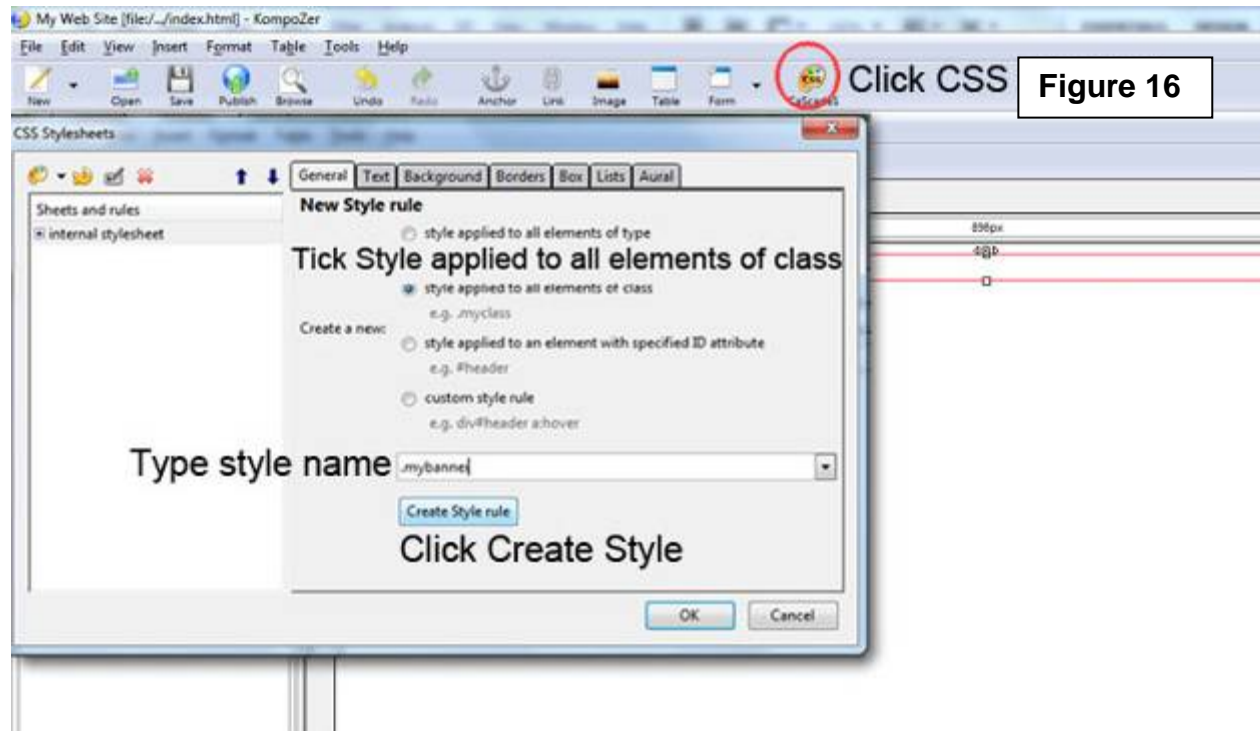 My Web Site [file:/../index.html] - KompoZer
File Edit View Insert Format Table Tools Help
New Open Save Publish Browse Undo Redo Anchor Link Image Table Form CaScadeS
Click CSS
Figure 16
CSS Stylesheets
General Text Background Borders Box Lists Aural
Sheets and rules
internal stylesheet
New Style rule
style applied to all elements of type
Tick Style applied to all elements of class
style applied to all elements of class
e.g. .myclass
Create a new:
style applied to an element with specified ID attribute
e.g. #header
custom style rule
e.g. div#header a:hover
Type style name
.mybanner
Create Style rule
Click Create Style
OK Cancel